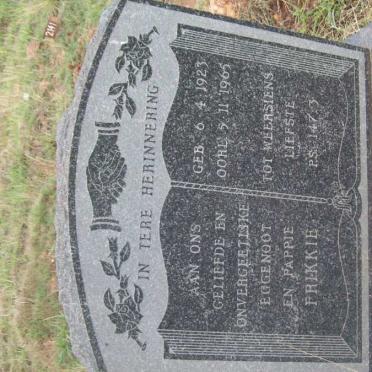 IN TERE HERINNERING
AAN ONS
GELIEFDE EN
ONVERGEETLIKE
EGGENOOT
EN PAPPIE
FRIKKIE
GEB. 6.4.1923
OORL. 5.11.1965
TOT WEERSIENS
LIEFSTE
PS. 147:3